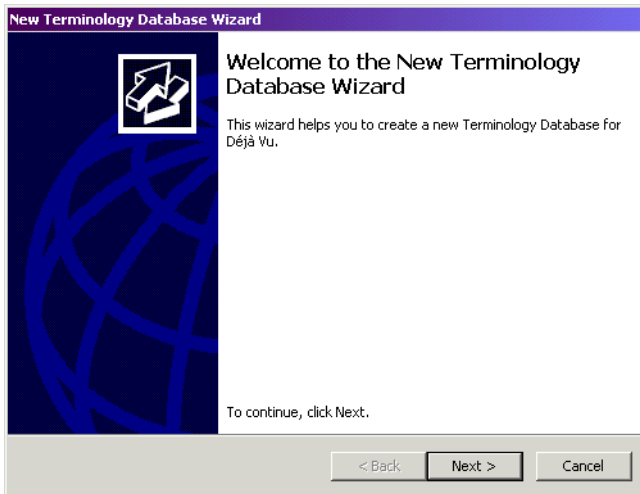 New Terminology Database Wizard
Welcome to the New Terminology
Database Wizard
This wizard helps you to create a new Terminology Database for
Déjà Vu.
To continue, click Next.
< Back Next > Cancel